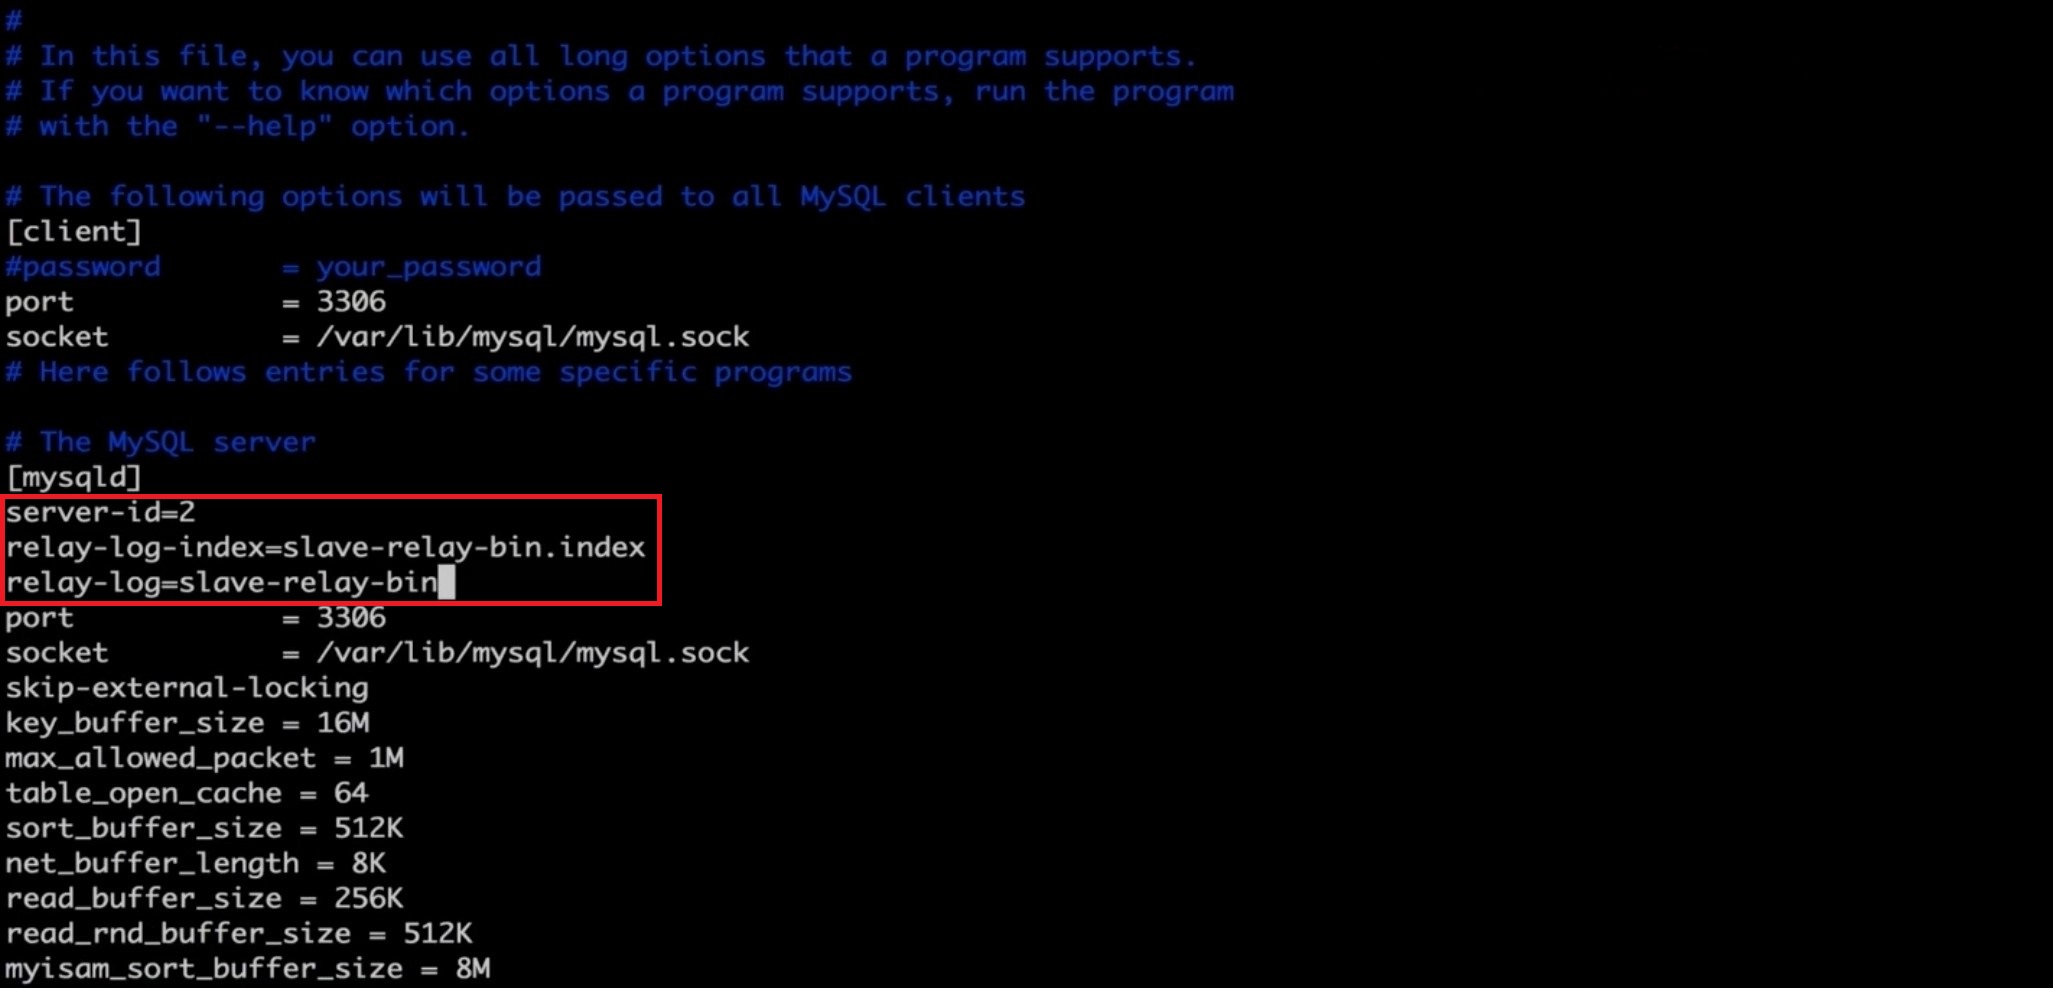 #
# In this file, you can use all long options that a program supports.
# If you want to know which options a program supports, run the program
# with the "--help" option.
# The following options will be passed to all MySQL clients
[client]
#password       = your_password
port            = 3306
socket          = /var/lib/mysql/mysql.sock
# Here follows entries for some specific programs
# The MySQL server
[mysqld]
server-id=2
relay-log-index=slave-relay-bin.index
relay-log=slave-relay-bin
port            = 3306
socket          = /var/lib/mysql/mysql.sock
skip-external-locking
key_buffer_size = 16M
max_allowed_packet = 1M
table_open_cache = 64
sort_buffer_size = 512K
net_buffer_length = 8K
read_buffer_size = 256K
read_rnd_buffer_size = 512K
myisam_sort_buffer_size = 8M